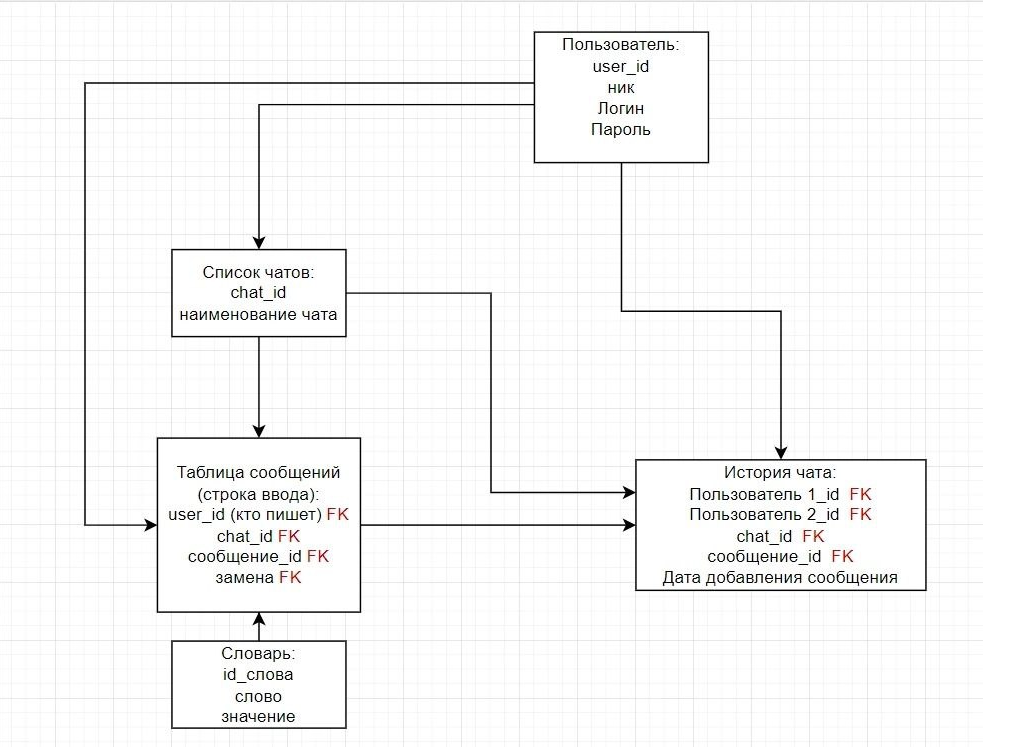 Пользователь:
user_id
ник
Логин
Пароль
Список чатов:
chat_id
наименование чата
Таблица сообщений
(строка ввода):
user_id (кто пишет) FK
chat_id FK
сообщение_id FK
замена FK
История чата:
Пользователь 1_id FK
Пользователь 2_id FK
chat_id FK
сообщение_id FK
Дата добавления сообщения
Словарь:
id_слова
слово
значение